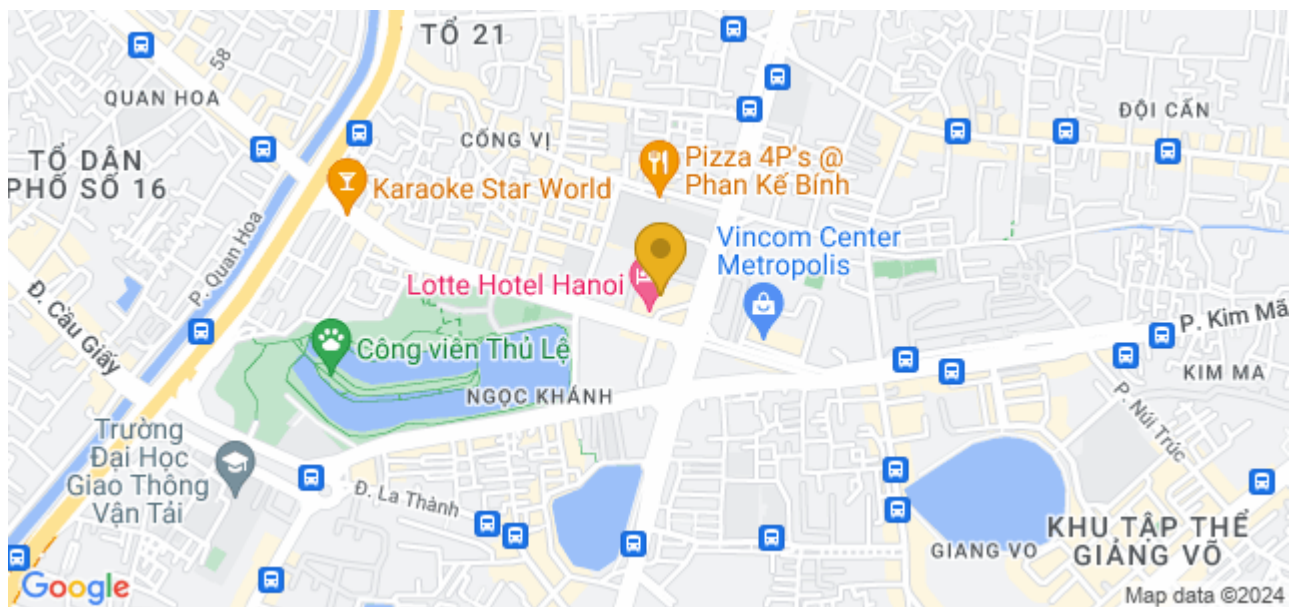 TỔ 21
58
QUAN HOA
ĐỘI CẤN
CỐNG VỊ
TỔ DÂN
PHỐ SỐ 16
Pizza 4P's @
Phan Kế Bính
Karaoke Star World
P. Quan Hoa
Vincom Center
Metropolis
Lotte Hotel Hanoi
Đ. Cầu Giấy
P. Kim Mã
Công viên Thủ Lệ
KIM MA
NGỌC KHÁNH
P. Núi Trúc
Trường
Đại Học
Giao Thông
Vận Tải
Đ. La Thành
KHU TẬP THỂ
GIẢNG VÕ
GIANG VO
Google
Map data ©2024